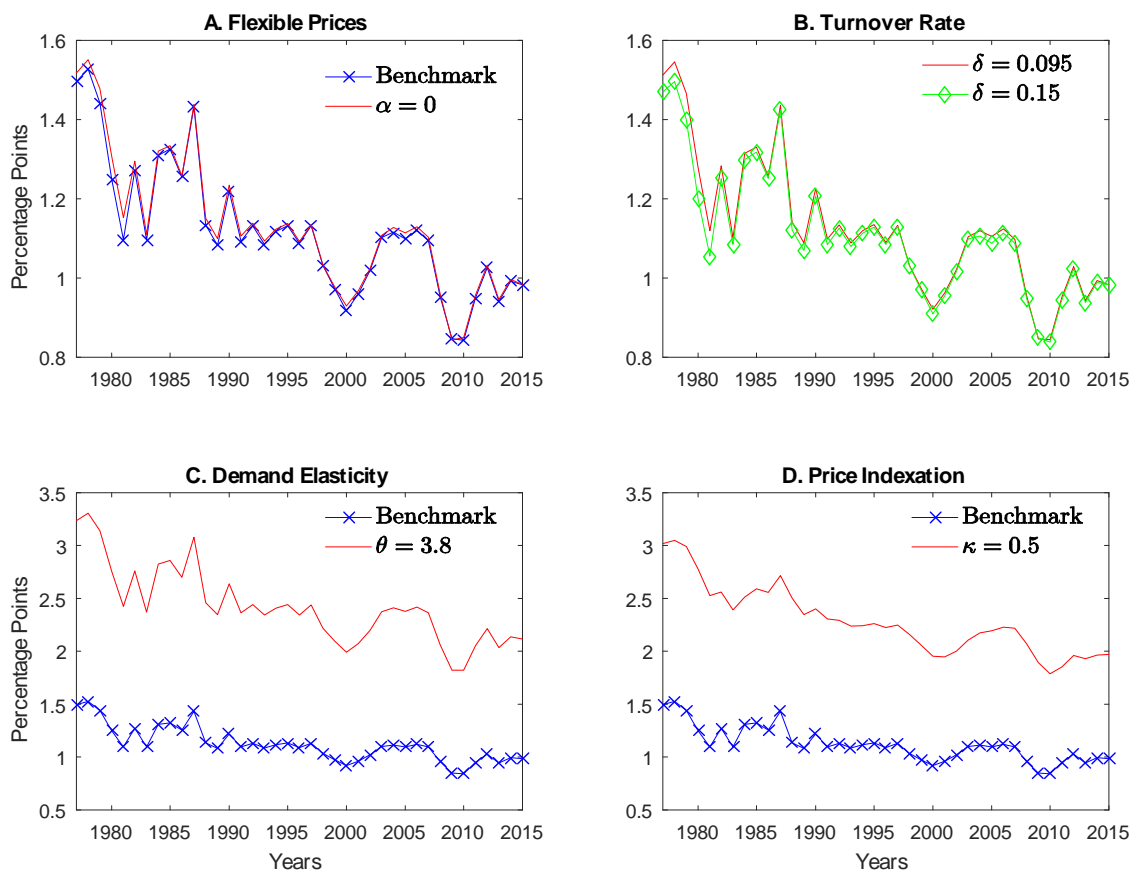 A. Flexible Prices
Percentage Points
1.6
1.4
1.2
1
0.8
Benchmark
α = 0
1980 1985 1990 1995 2000 2005 2010 2015
B. Turnover Rate
1.6
1.4
1.2
1
0.8
δ = 0.095
δ = 0.15
1980 1985 1990 1995 2000 2005 2010 2015
C. Demand Elasticity
Percentage Points
3.5
3
2.5
2
1.5
1
0.5
Benchmark
θ = 3.8
1980 1985 1990 1995 2000 2005 2010 2015
Years
D. Price Indexation
3.5
3
2.5
2
1.5
1
0.5
Benchmark
κ = 0.5
1980 1985 1990 1995 2000 2005 2010 2015
Years